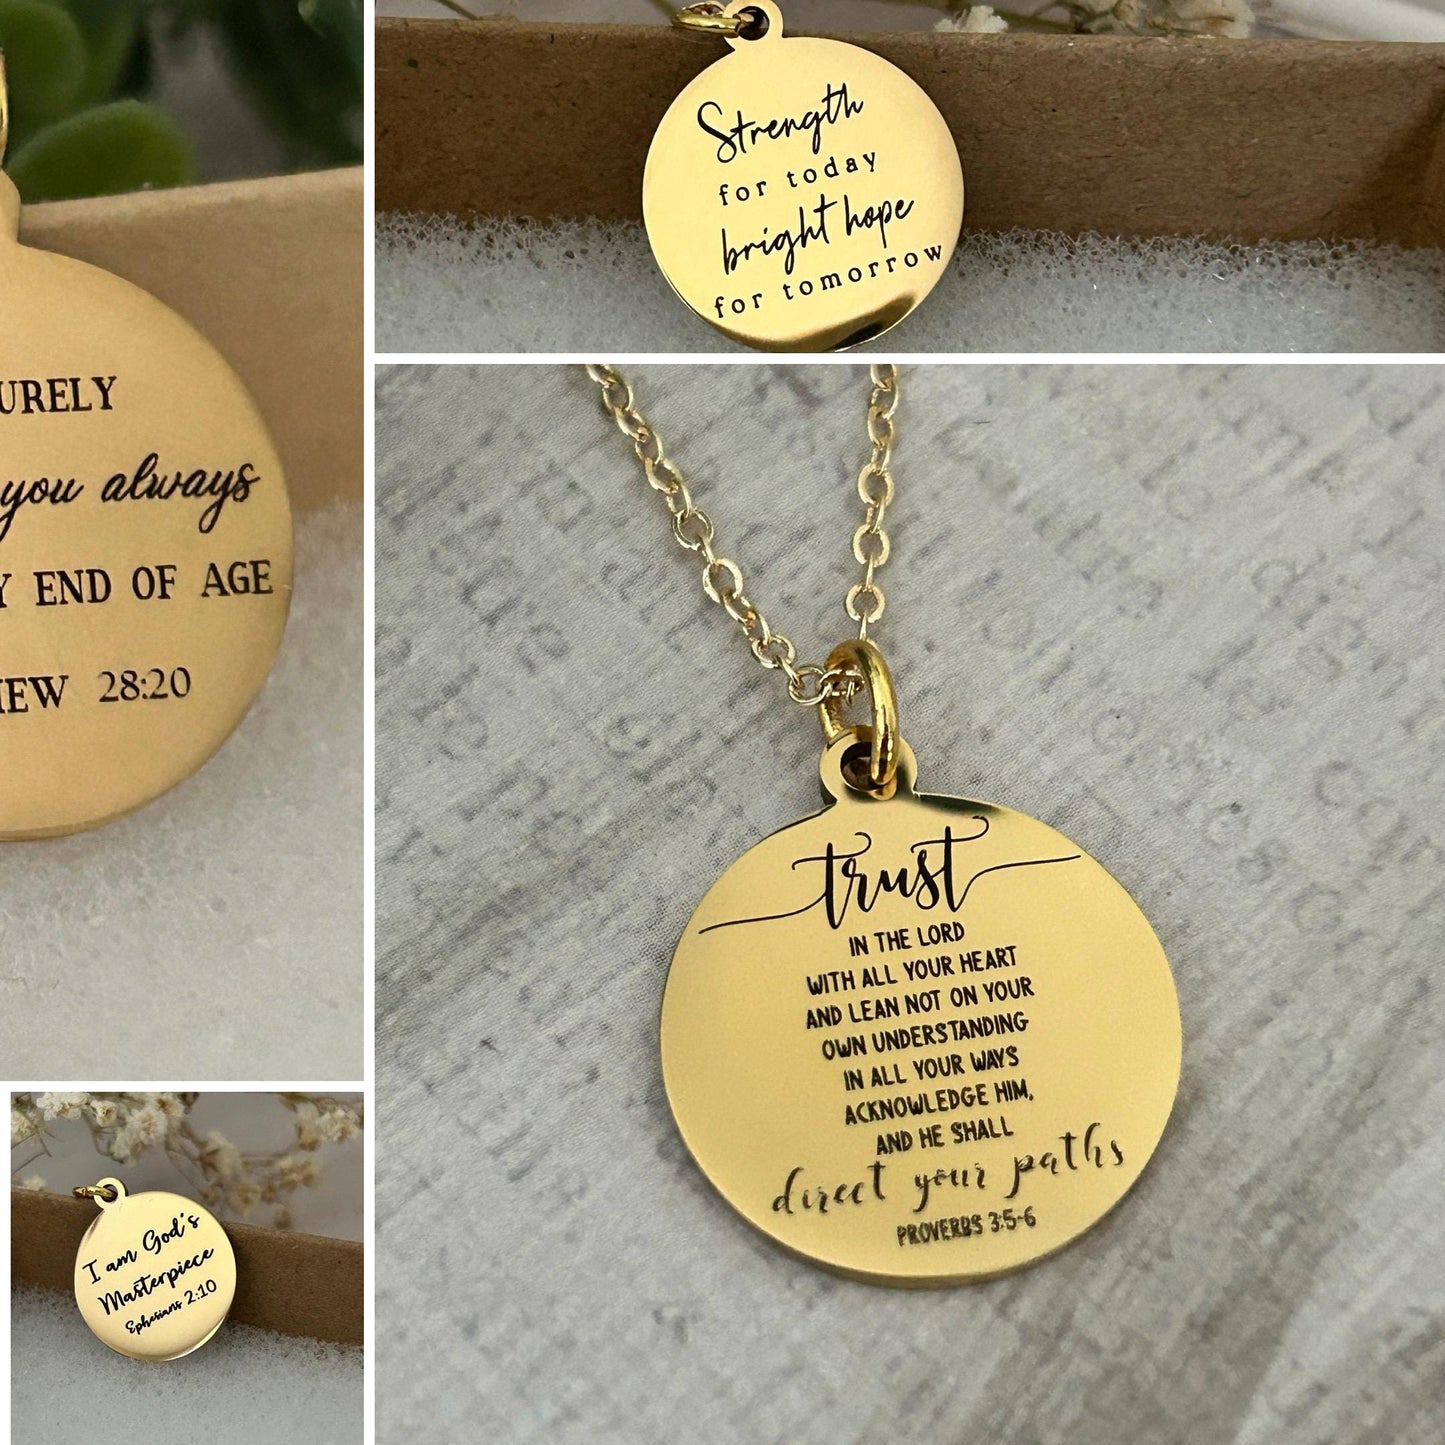 URELY
you always
Y END OF AGE
HEW 28:20
Strength
for today
bright hope
for tomorrow
trust
IN THE LORD
WITH ALL YOUR HEART
AND LEAN NOT ON YOUR
OWN UNDERSTANDING
IN ALL YOUR WAYS
ACKNOWLEDGE HIM,
AND HE SHALL
direct your paths
PROVERBS 3:5-6
I am God's
Masterpiece
Ephesians 2:10